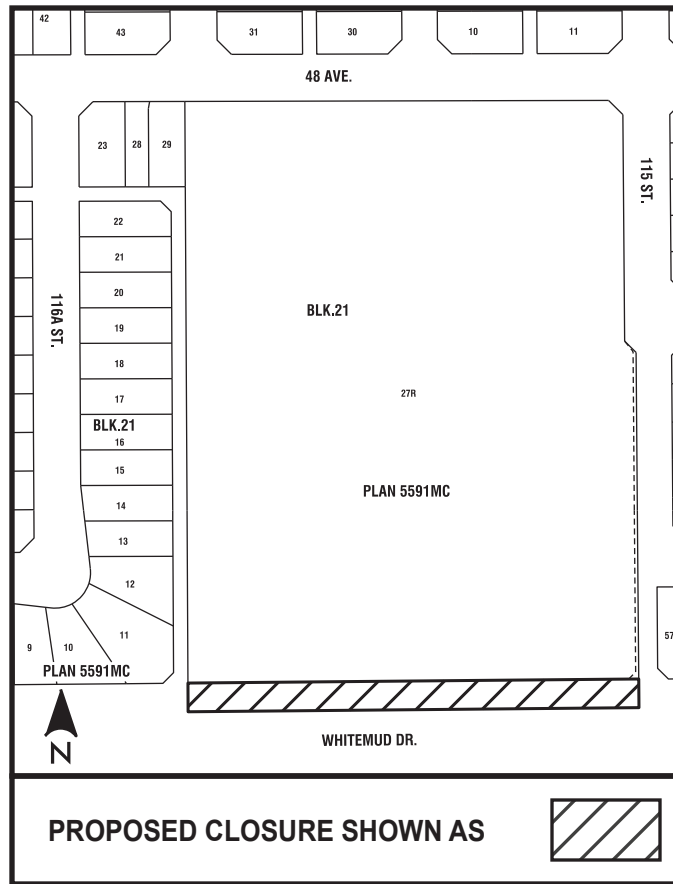 42
43
31
30
10
11
48 AVE.
23
28
29
115 ST.
22
21
20
19
18
17
16
15
14
13
12
11
10
9
116A ST.
BLK.21
BLK.21
27R
PLAN 5591MC
57
PLAN 5591MC
N
WHITEMUD DR.
PROPOSED CLOSURE SHOWN AS